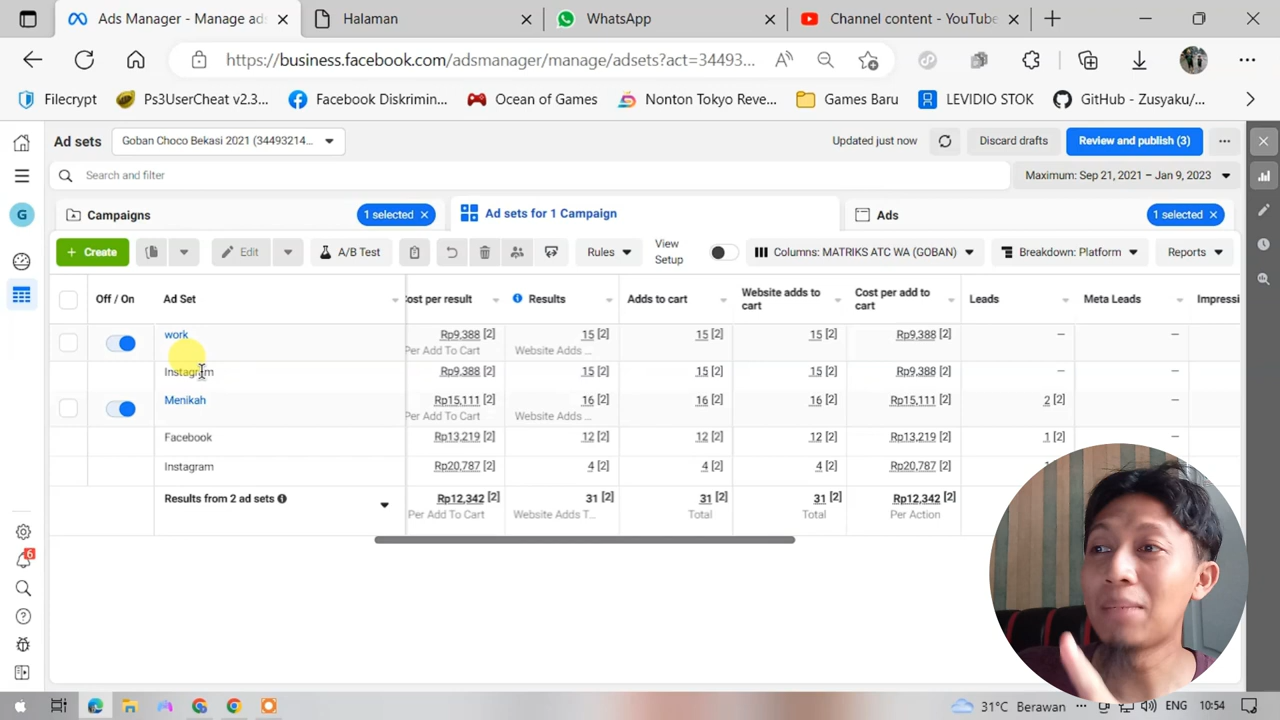 Ads Manager - Manage ads
Halaman
WhatsApp
Channel content - YouTube
https://business.facebook.com/adsmanager/manage/adsets?act=34493...
Filecrypt
Ps3UserCheat v2.3...
Facebook Diskrimin...
Ocean of Games
Nonton Tokyo Reve...
Games Baru
LEVIDIO STOK
GitHub - Zusyaku/...
Ad sets
Goban Choco Bekasi 2021 (34493214...
Updated just now
Discard drafts
Review and publish (3)
Search and filter
Maximum: Sep 21, 2021 – Jan 9, 2023
G
Campaigns
1 selected
Ad sets for 1 Campaign
Ads
1 selected
+ Create
Edit
A/B Test
Rules
View Setup
Columns: MATRIKS ATC WA (GOBAN)
Breakdown: Platform
Reports
Off / On
Ad Set
Cost per result
Results
Adds to cart
Website adds to cart
Cost per add to cart
Leads
Meta Leads
Impressi
work
Rp9,388 [2]
Per Add To Cart
15 [2]
Website Adds ...
15 [2]
15 [2]
Rp9,388 [2]
—
—
Instagram
Rp9,388 [2]
15 [2]
15 [2]
15 [2]
Rp9,388 [2]
—
—
Menikah
Rp15,111 [2]
Per Add To Cart
16 [2]
Website Adds ...
16 [2]
16 [2]
Rp15,111 [2]
2 [2]
—
Facebook
Rp13,219 [2]
12 [2]
12 [2]
12 [2]
Rp13,219 [2]
1 [2]
—
Instagram
Rp20,787 [2]
4 [2]
4 [2]
4 [2]
Rp20,787 [2]
Results from 2 ad sets
Rp12,342 [2]
Per Add To Cart
31 [2]
Website Adds T...
31 [2]
Total
31 [2]
Total
Rp12,342 [2]
Per Action
6
31°C Berawan
ENG
10:54